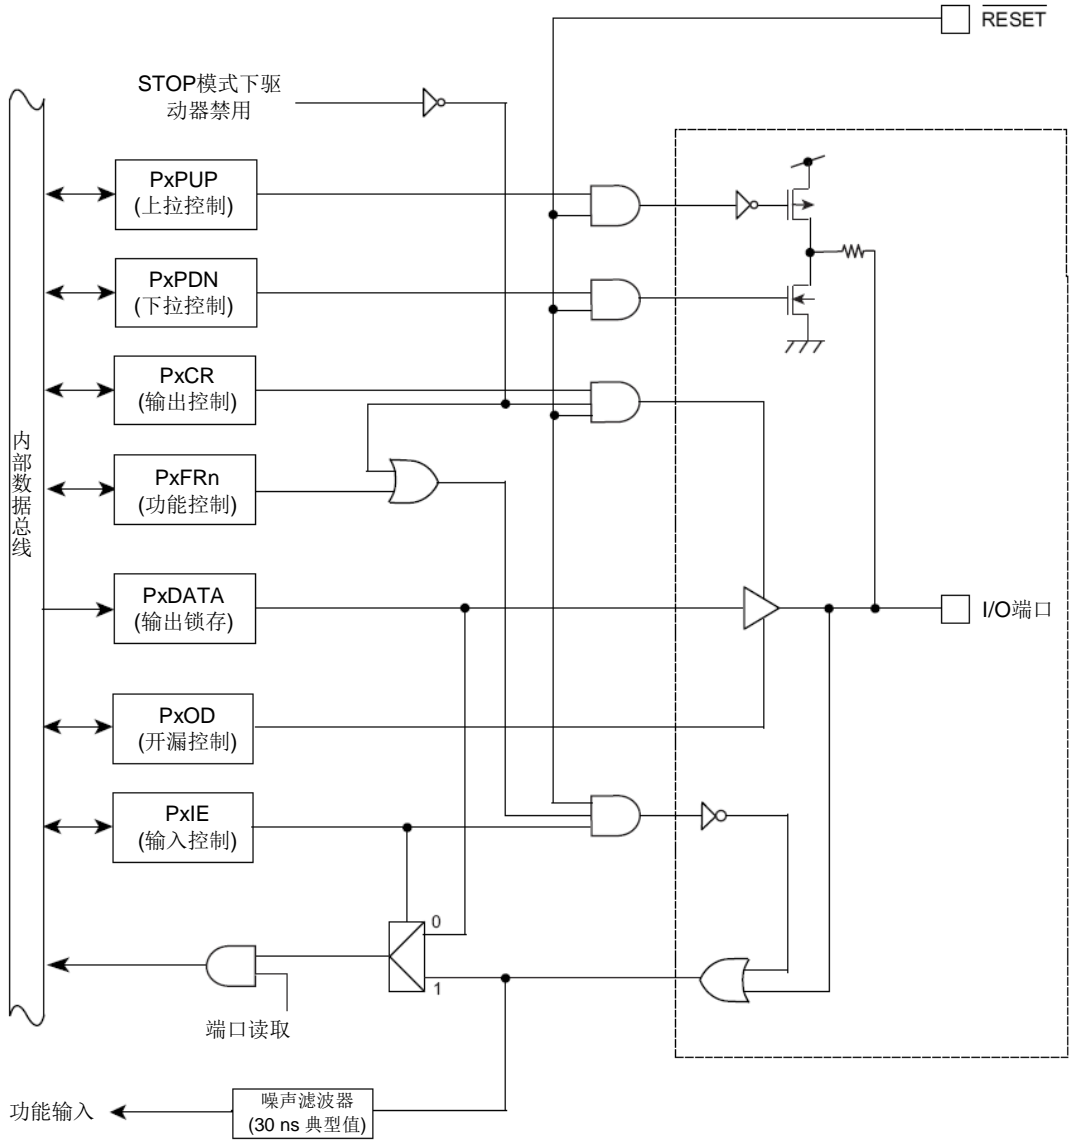 RESET
STOP模式下驱
动器禁用
PxPUP
(上拉控制)
PxPDN
(下拉控制)
PxCR
(输出控制)
内部数据总线
PxFRn
(功能控制)
PxDATA
(输出锁存)
I/O端口
PxOD
(开漏控制)
PxIE
(输入控制)
0
1
端口读取
功能输入
噪声滤波器
(30 ns 典型值)